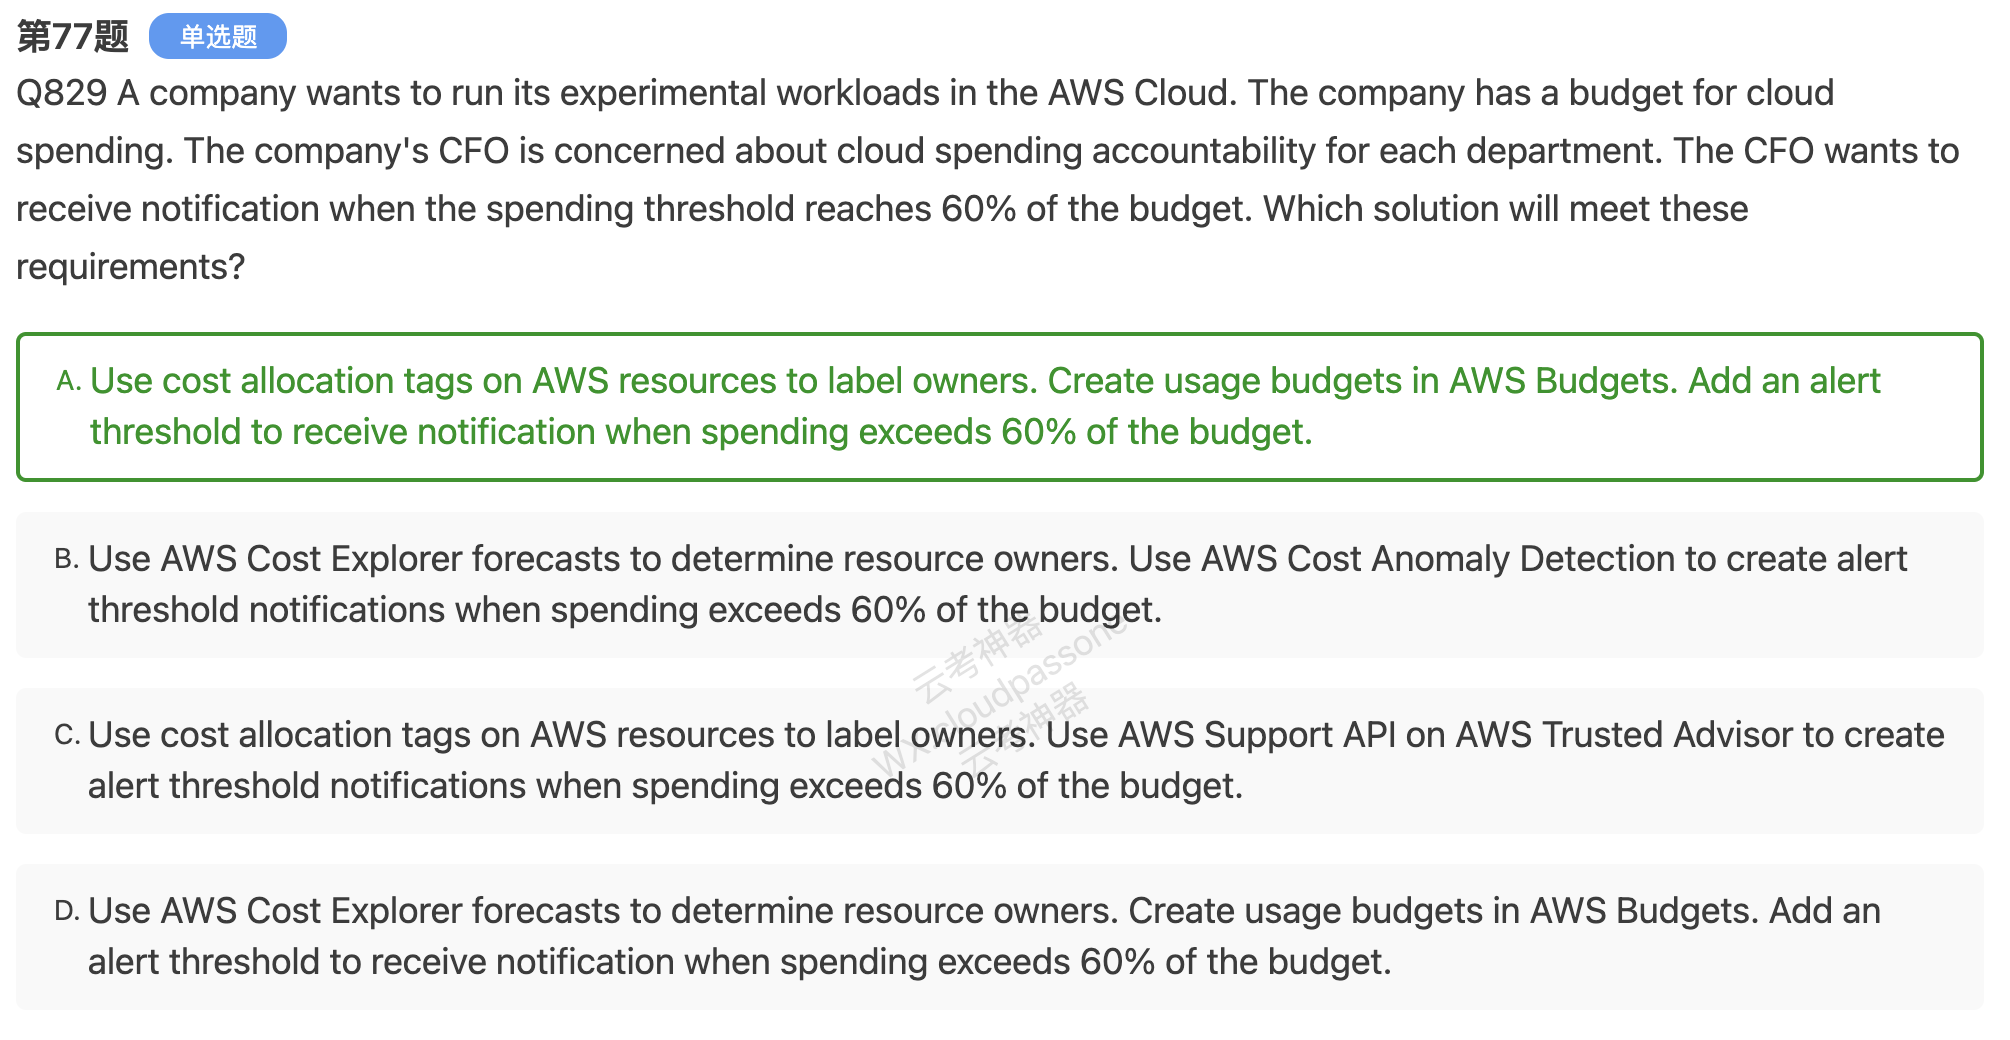 第77题 单选题
Q829 A company wants to run its experimental workloads in the AWS Cloud. The company has a budget for cloud
spending. The company's CFO is concerned about cloud spending accountability for each department. The CFO wants to
receive notification when the spending threshold reaches 60% of the budget. Which solution will meet these
requirements?
A. Use cost allocation tags on AWS resources to label owners. Create usage budgets in AWS Budgets. Add an alert
threshold to receive notification when spending exceeds 60% of the budget.
B. Use AWS Cost Explorer forecasts to determine resource owners. Use AWS Cost Anomaly Detection to create alert
threshold notifications when spending exceeds 60% of the budget.
云考神器
cloudpassone
云考神器
C. Use cost allocation tags on AWS resources to label owners. Use AWS Support API on AWS Trusted Advisor to create
alert threshold notifications when spending exceeds 60% of the budget.
D. Use AWS Cost Explorer forecasts to determine resource owners. Create usage budgets in AWS Budgets. Add an
alert threshold to receive notification when spending exceeds 60% of the budget.